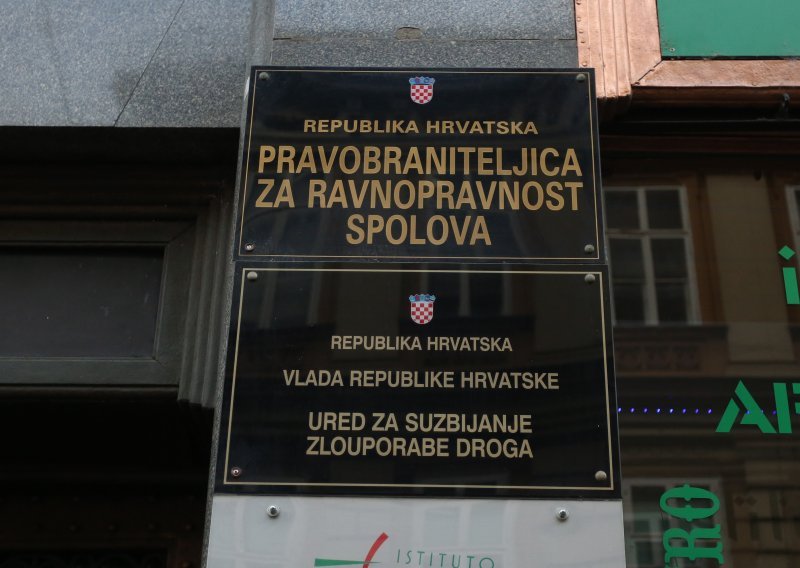 REPUBLIKA HRVATSKA
PRAVOBRANITELJICA
ZA RAVNOPRAVNOST
SPOLOVA
REPUBLIKA HRVATSKA
VLADA REPUBLIKE HRVATSKE
URED ZA SUZBIJANJE
ZLOUPORABE DROGA
ISTITUTO